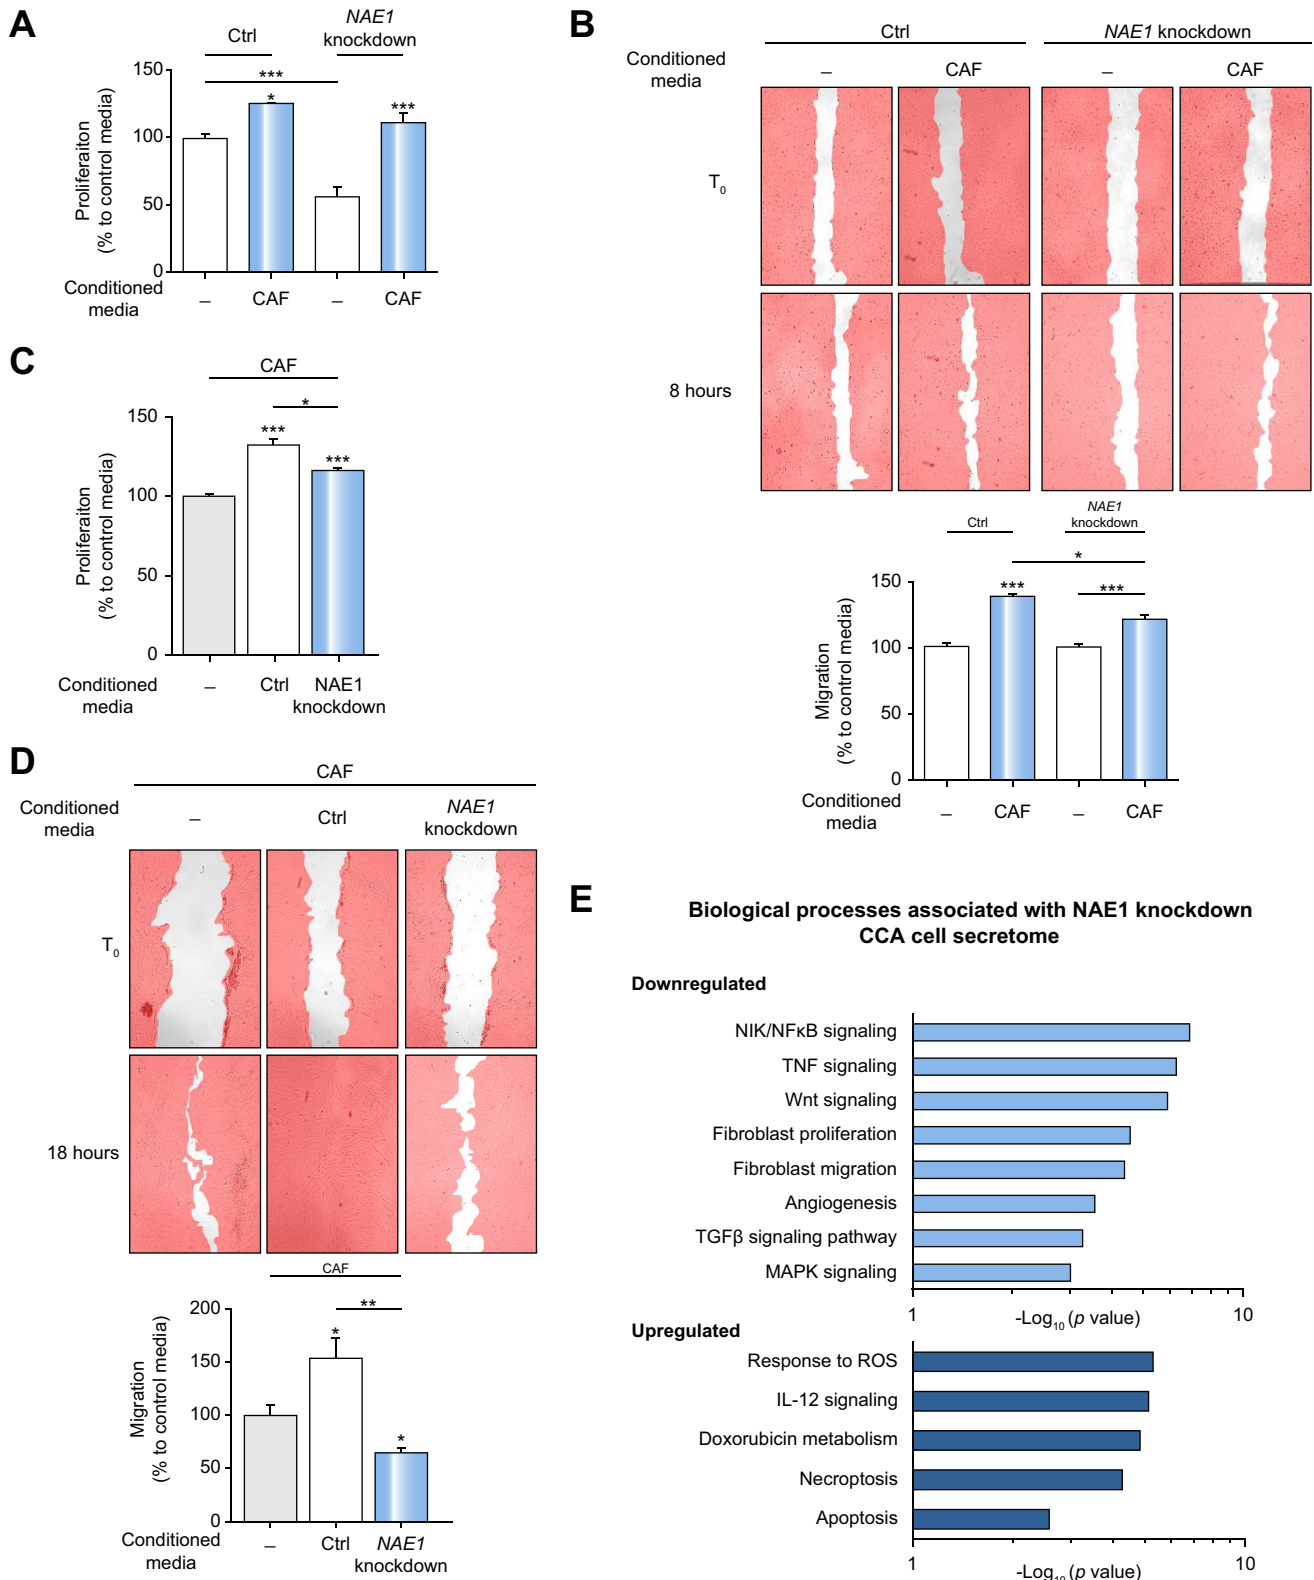 A
Ctrl
NAE1
knockdown
***
*
***
Proliferaiton
(% to control media)
150
100
50
0
Conditioned
media
– CAF – CAF
B
Ctrl
NAE1 knockdown
Conditioned
media
– CAF – CAF
T0
8 hours
Ctrl
NAE1
knockdown
*
***
***
Migration
(% to control media)
150
100
50
0
Conditioned
media
– CAF – CAF
C
CAF
*
***
***
Proliferaiton
(% to control media)
150
100
50
0
Conditioned
media
– Ctrl NAE1
knockdown
D
CAF
Conditioned
media
– Ctrl NAE1
knockdown
T0
18 hours
CAF
**
*
*
Migration
(% to control media)
200
150
100
50
0
Conditioned
media
– Ctrl NAE1
knockdown
E
Biological processes associated with NAE1 knockdown
CCA cell secretome
Downregulated
NIK/NFκB signaling
TNF signaling
Wnt signaling
Fibroblast proliferation
Fibroblast migration
Angiogenesis
TGFβ signaling pathway
MAPK signaling
1 10
-Log10 (p value)
Upregulated
Response to ROS
IL-12 signaling
Doxorubicin metabolism
Necroptosis
Apoptosis
1 10
-Log10 (p value)